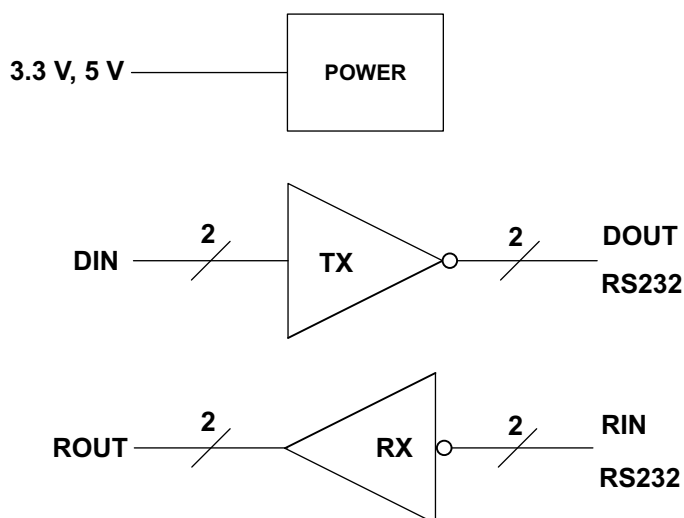 3.3 V, 5 V
POWER
2
2
DOUT
DIN
TX
RS232
2
2
RIN
ROUT
RX
RS232